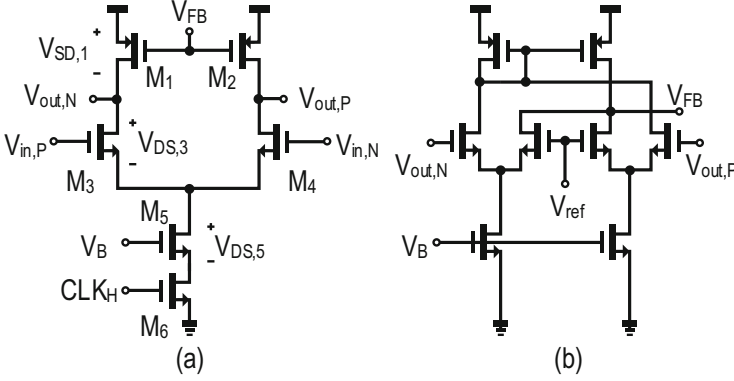 V_FB
+
V_SD,1
-
M_1 M_2
V_out,N V_out,P
V_in,P + V_DS,3 - V_in,N
M_3 M_4
M_5
V_B + V_DS,5 -
CLK_H
M_6
(a)
V_FB
V_out,N V_out,P
V_ref
V_B
(b)